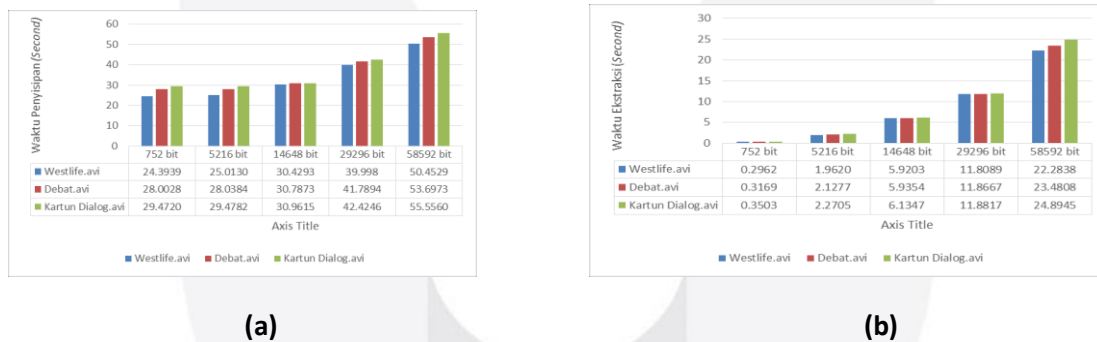 Waktu Penyisipan (Second)
60
50
40
30
20
10
0
752 bit 5216 bit 14648 bit 29296 bit 58592 bit
Westlife.avi 24.3939 25.0130 30.4293 39.998 50.4529
Debat.avi 28.0028 28.0384 30.7873 41.7894 53.6973
Kartun Dialog.avi 29.4720 29.4782 30.9615 42.4246 55.5560
Axis Title
Westlife.avi Debat.avi Kartun Dialog.avi
(a)
Waktu Ekstraksi (Second)
30
25
20
15
10
5
0
752 bit 5216 bit 14648 bit 29296 bit 58592 bit
Westlife.avi 0.2962 1.9620 5.9203 11.8089 22.2838
Debat.avi 0.3169 2.1277 5.9354 11.8667 23.4808
Kartun Dialog.avi 0.3503 2.2705 6.1347 11.8817 24.8945
Axis Title
Westlife.avi Debat.avi Kartun Dialog.avi
(b)